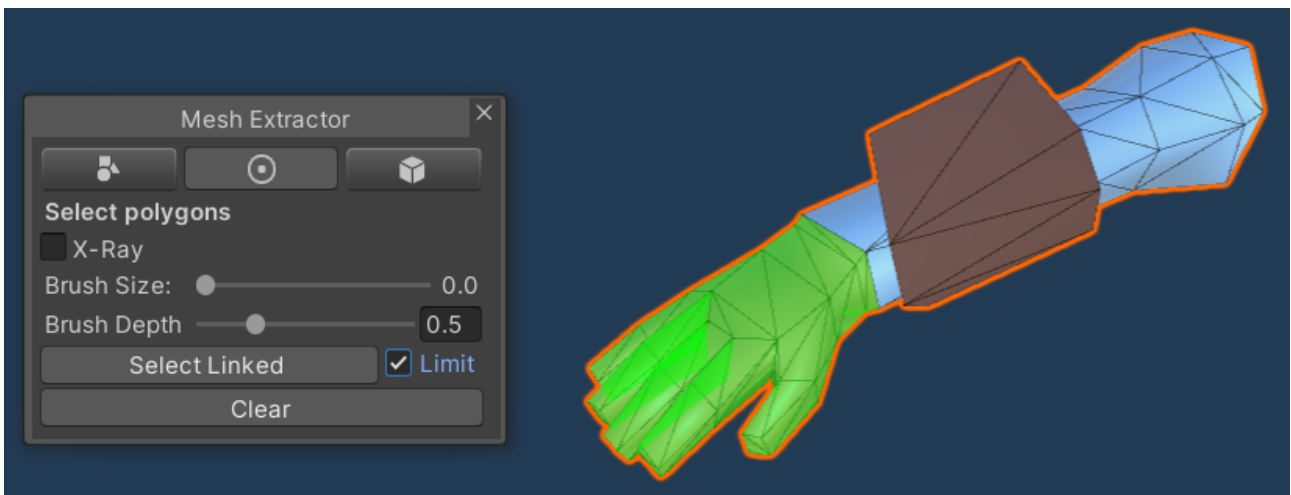 Mesh Extractor
Select polygons
X-Ray
Brush Size: 0.0
Brush Depth 0.5
Select Linked Limit
Clear